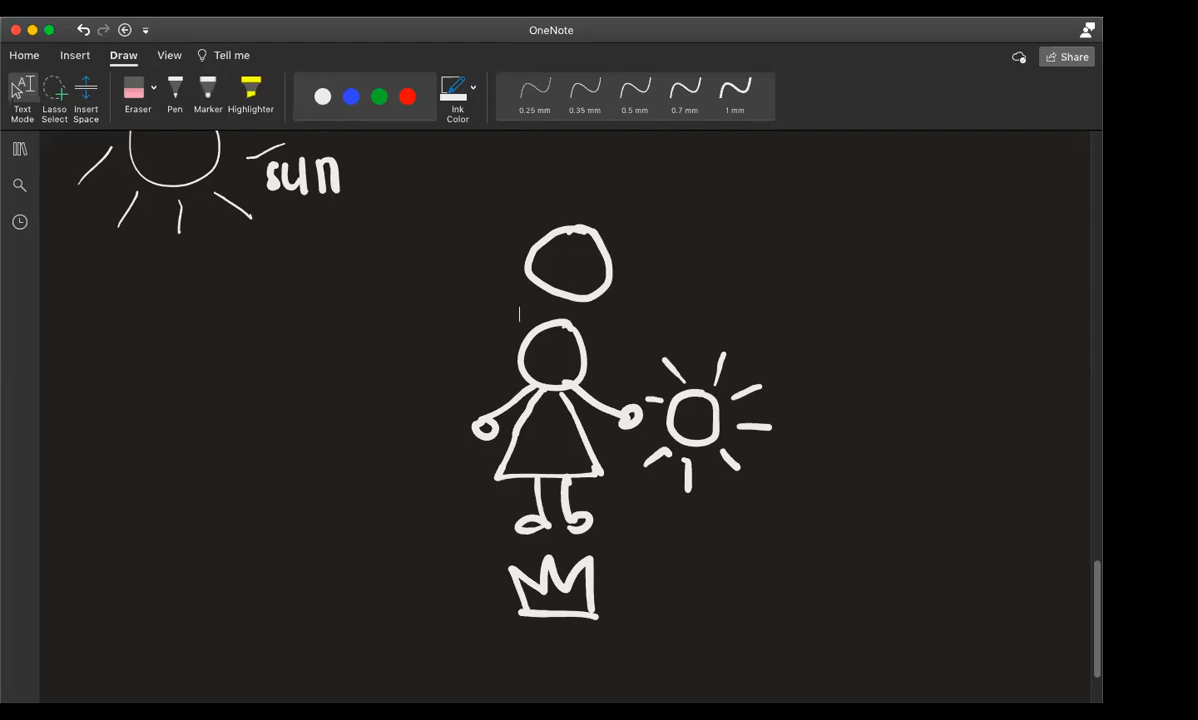 OneNote
Home Insert Draw View Tell me
Share
Text Mode
Lasso Select
Insert Space
Eraser
Pen
Marker
Highlighter
Ink Color
0.25 mm 0.35 mm 0.5 mm 0.7 mm 1 mm
sun